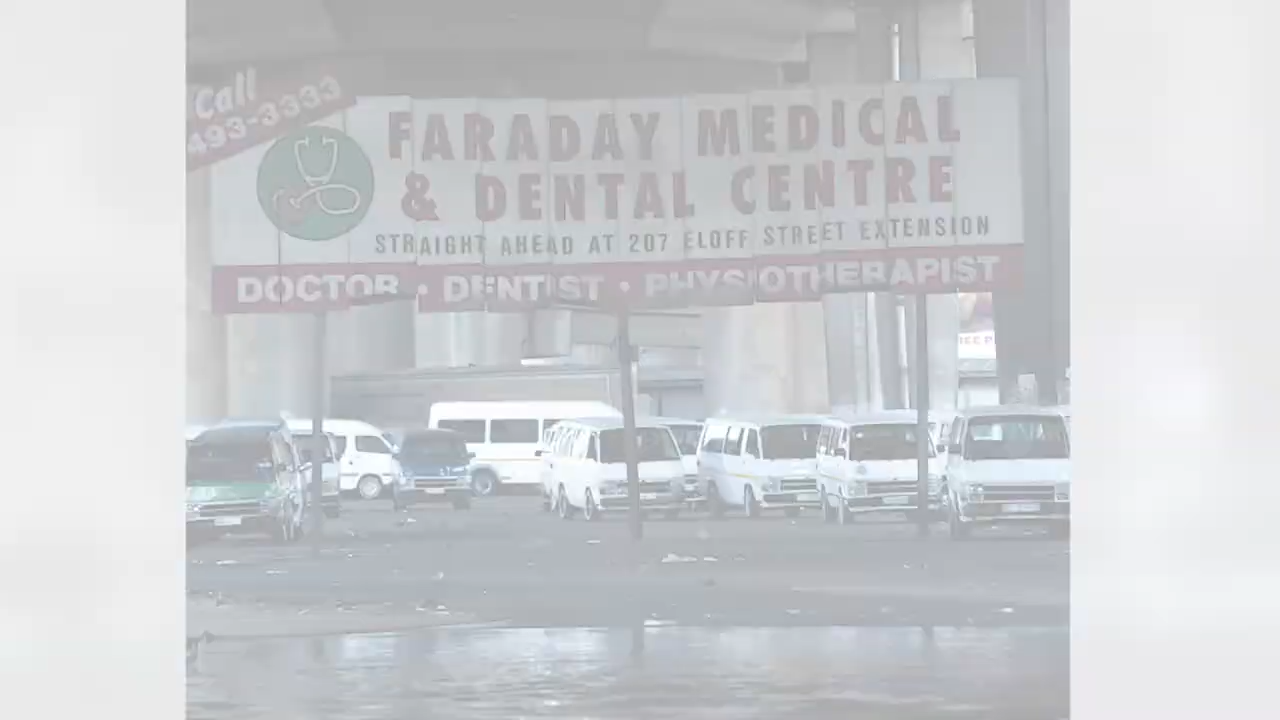 Call
493-3333
FARADAY MEDICAL
& DENTAL CENTRE
STRAIGHT AHEAD AT 207 ELOFF STREET EXTENSION
DOCTOR • DENTIST • PHYSIOTHERAPIST